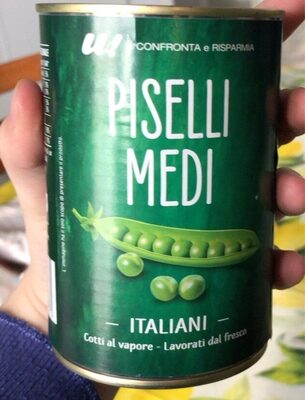 U! CONFRONTA e RISPARMIA
PISELLI
MEDI
ITALIANI
Cotti al vapore - Lavorati dal fresco